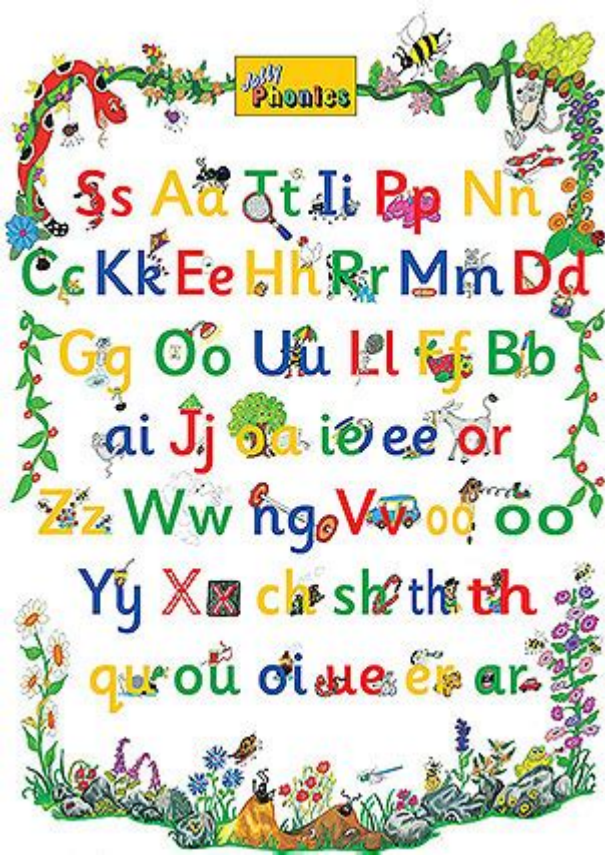 Jolly
Phonics
Ss Aa Tt Ii Pp Nn
Cc Kk Ee Hh Rr Mm Dd
Gg Oo Uu Ll Ff Bb
ai Jj oa ie ee or
Zz Ww ng Vv oo oo
Yy Xx ch sh th th
qu ou oi ue er ar